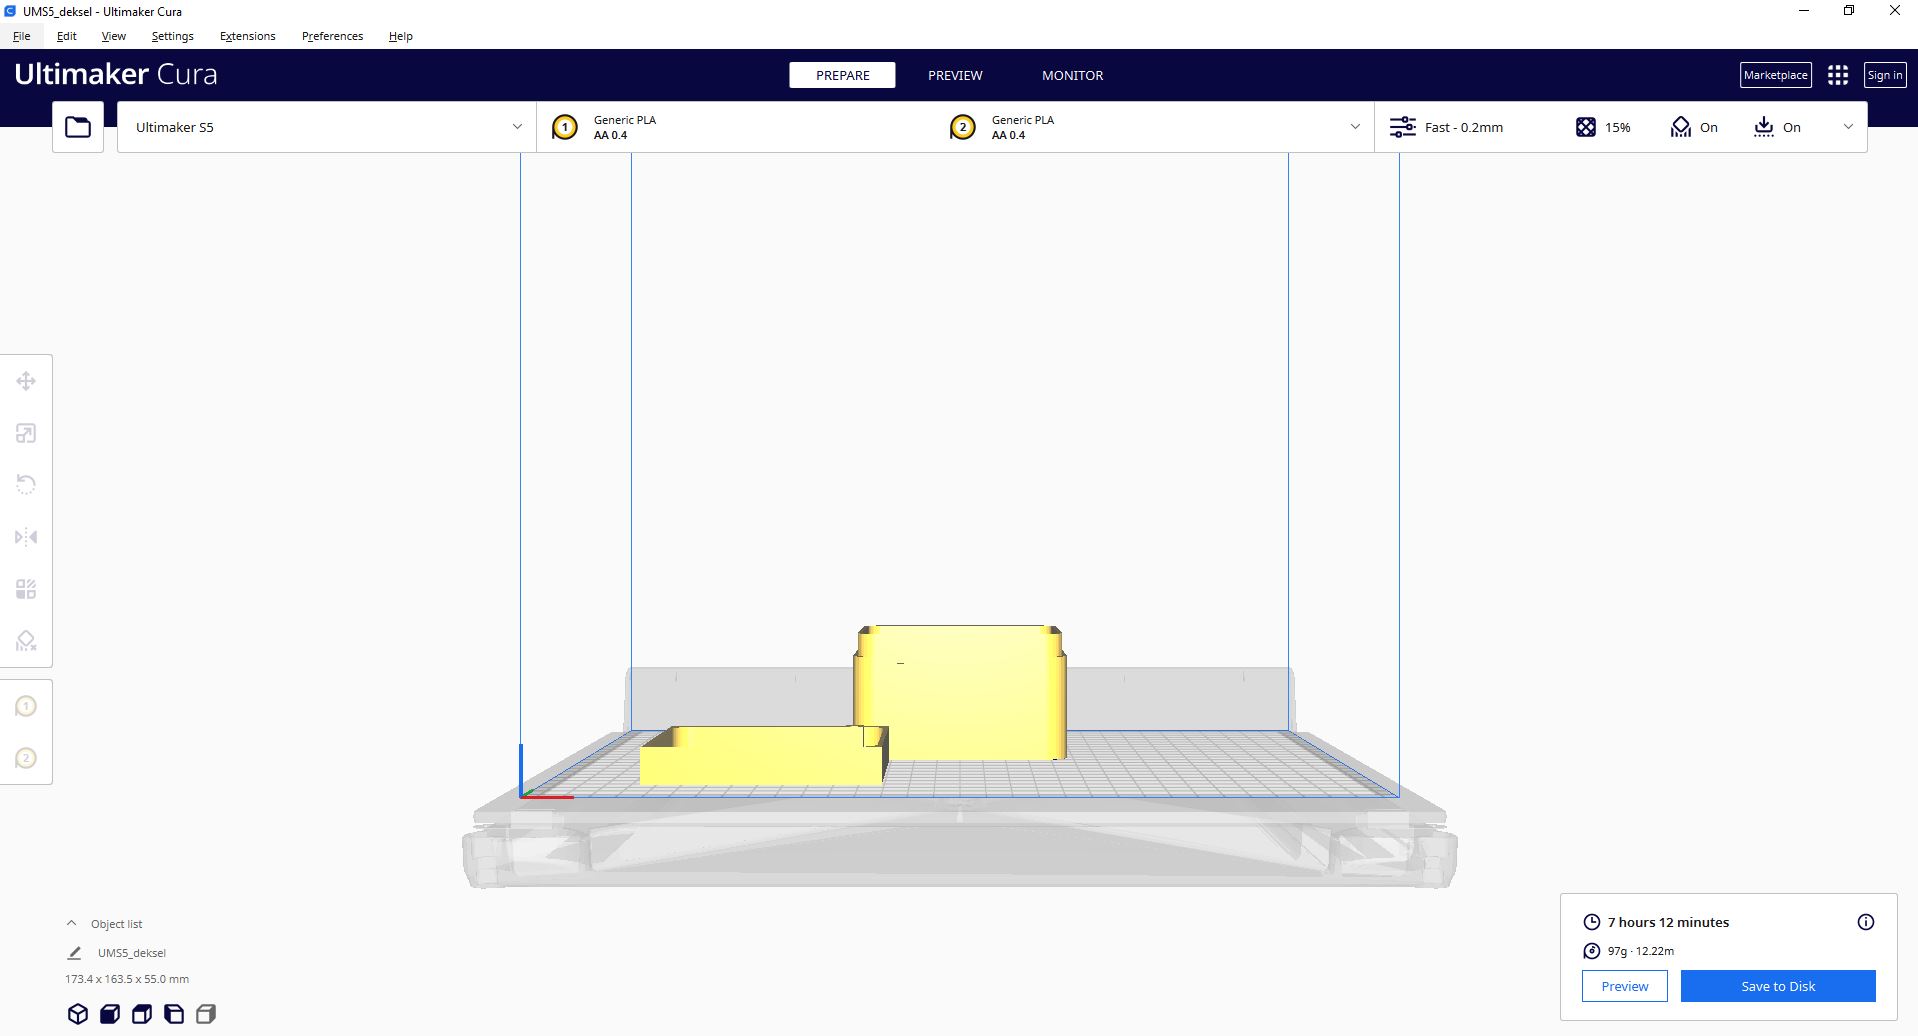 UMS5_deksel - Ultimaker Cura
File Edit View Settings Extensions Preferences Help
Ultimaker Cura
PREPARE PREVIEW MONITOR
Marketplace Sign in
Ultimaker S5
1 Generic PLA
AA 0.4
2 Generic PLA
AA 0.4
Fast - 0.2mm 15% On On
1
2
Object list
UMS5_deksel
173.4 x 163.5 x 55.0 mm
7 hours 12 minutes
97g · 12.22m
Preview Save to Disk